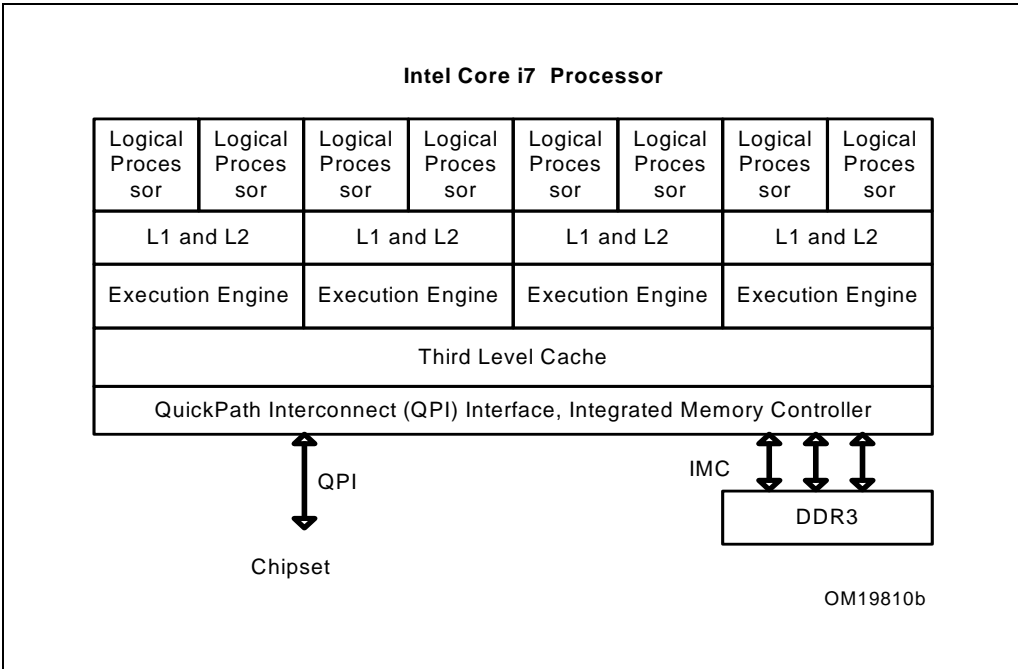 Intel Core i7 Processor
Logical Logical Logical Logical Logical Logical Logical Logical
Proces Proces Proces Proces Proces Proces Proces Proces
sor sor sor sor sor sor sor sor
L1 and L2 L1 and L2 L1 and L2 L1 and L2
Execution Engine Execution Engine Execution Engine Execution Engine
Third Level Cache
QuickPath Interconnect (QPI) Interface, Integrated Memory Controller
QPI IMC
DDR3
Chipset
OM19810b